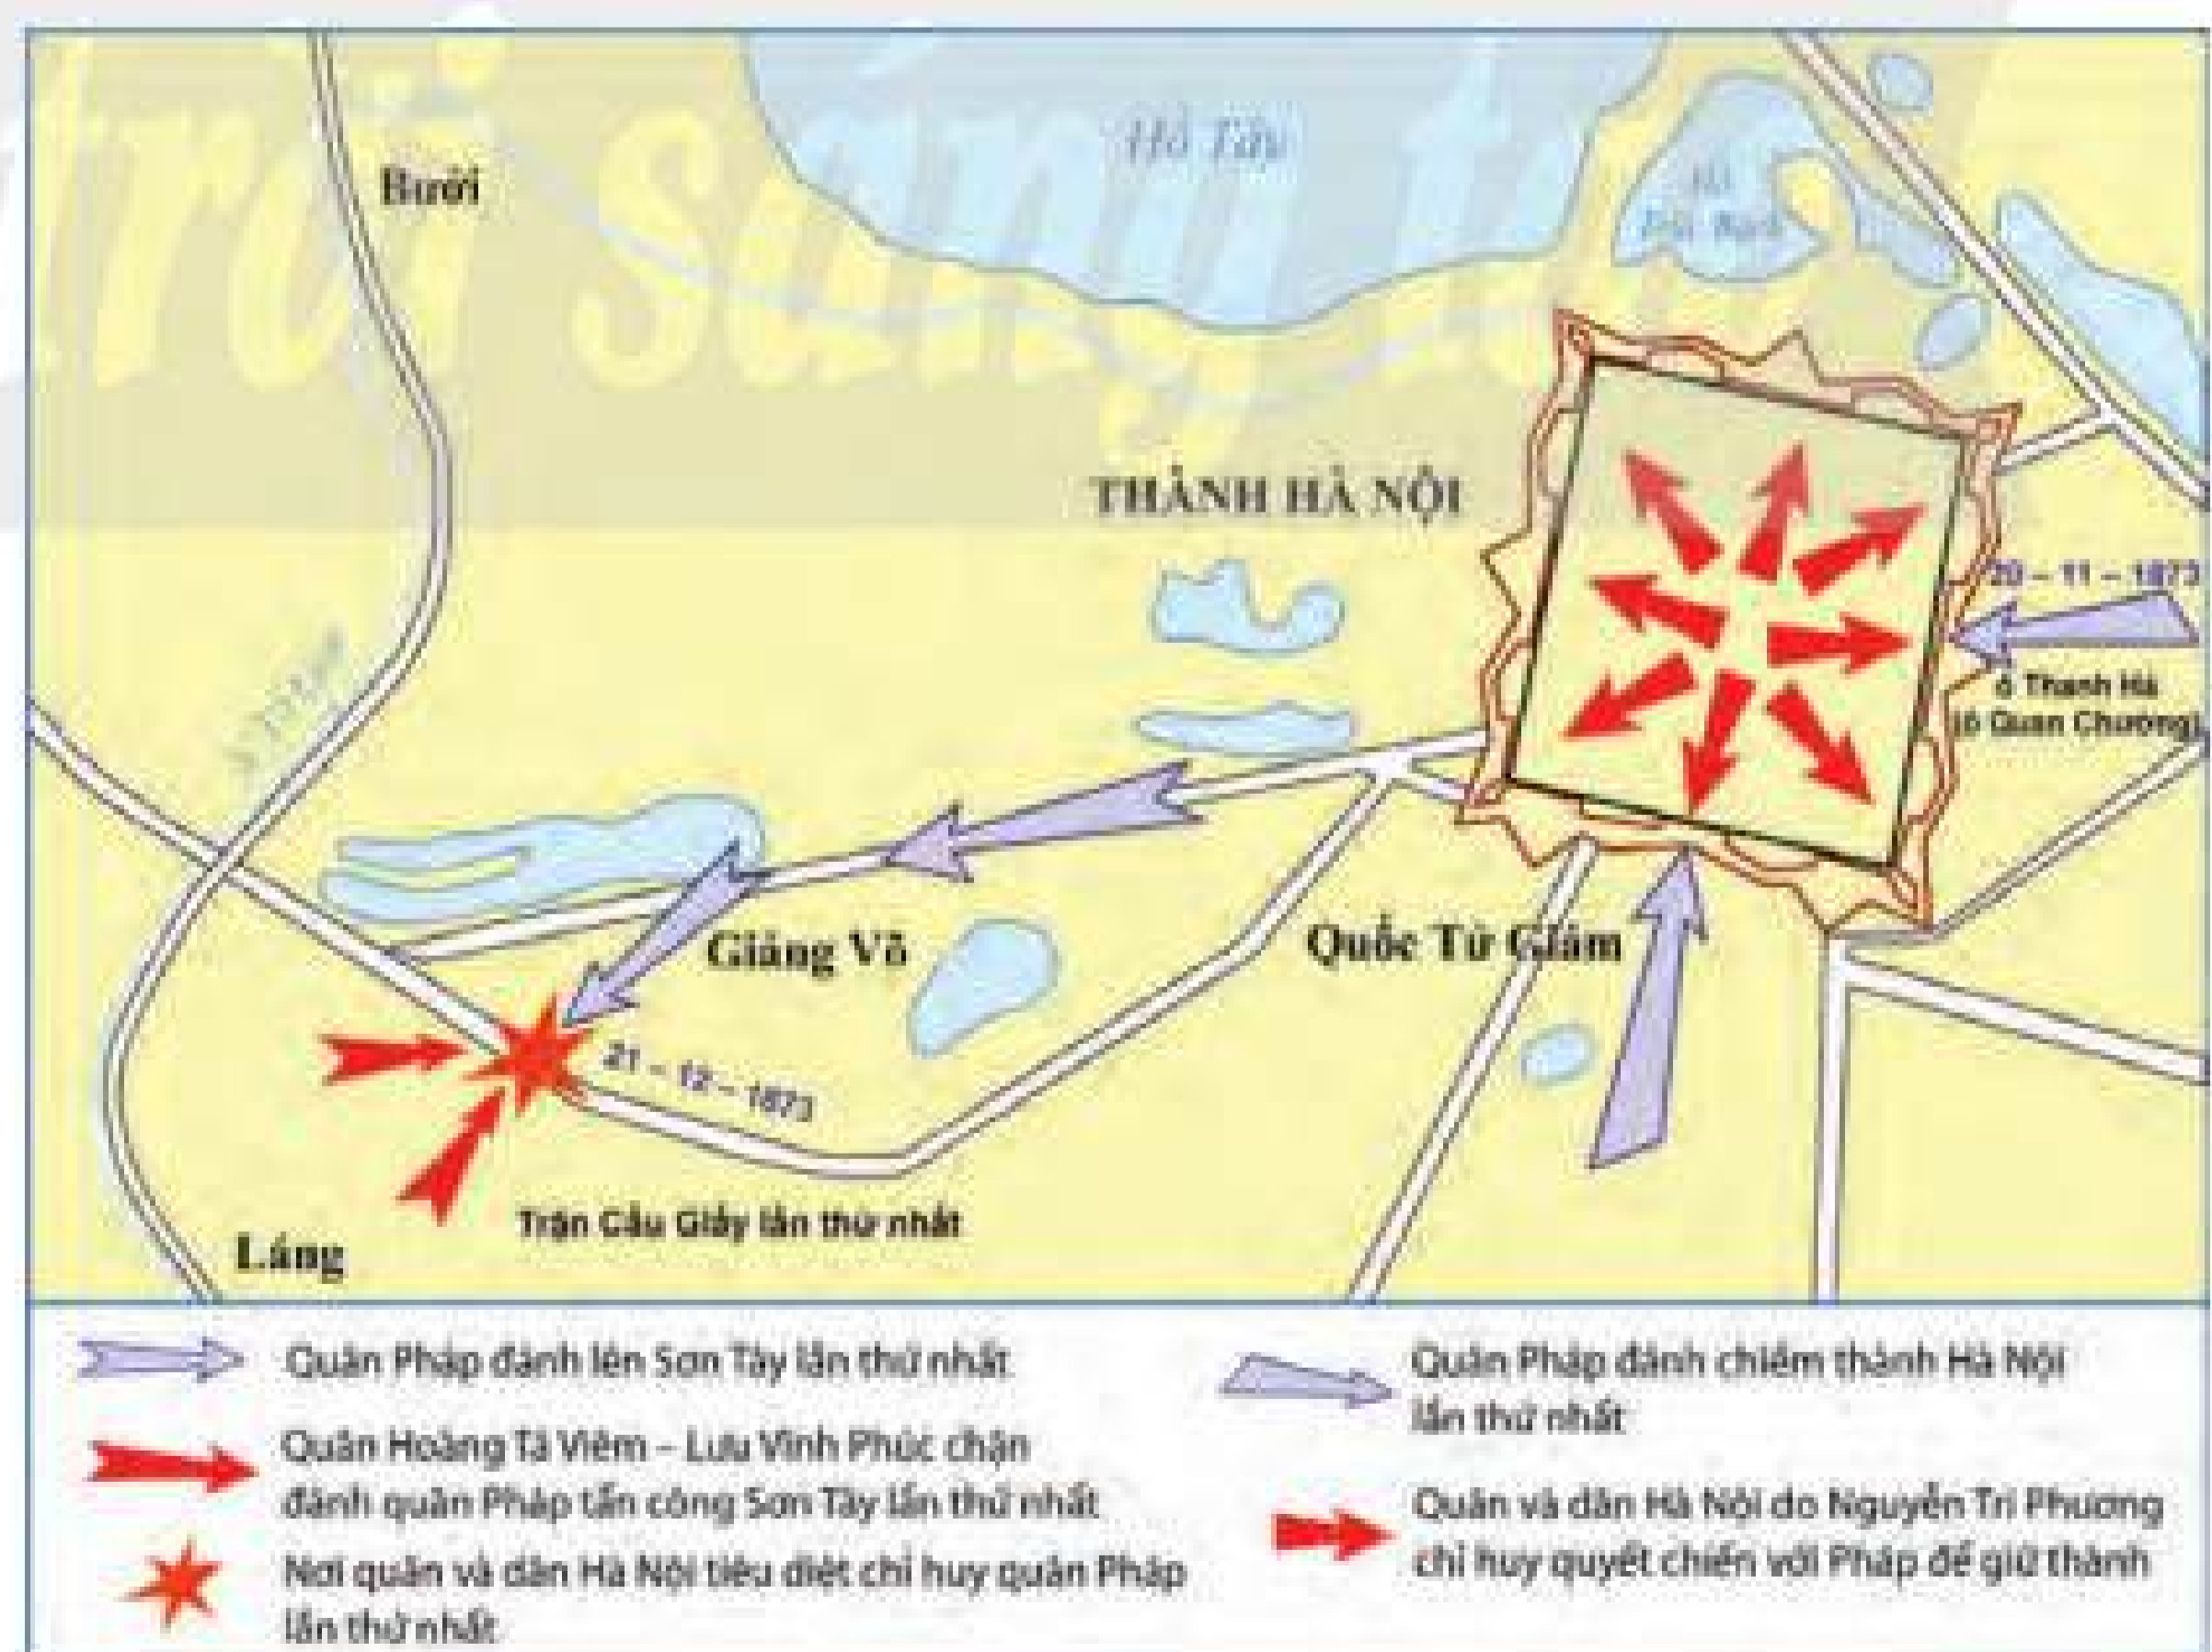 Bưởi
Hồ Tây
Hồ
Trúc Bạch
THÀNH HÀ NỘI
20 – 11 – 1873
ô Thanh Hà
(ô Quan Chưởng)
Giảng Võ
Quốc Tử Giám
21 – 12 – 1873
Trận Cầu Giấy lần thứ nhất
Láng
Quân Pháp đánh lên Sơn Tây lần thứ nhất
Quân Hoàng Tá Viêm – Lưu Vĩnh Phúc chặn
đánh quân Pháp tấn công Sơn Tây lần thứ nhất
Nơi quân và dân Hà Nội tiêu diệt chỉ huy quân Pháp
lần thứ nhất
Quân Pháp đánh chiếm thành Hà Nội
lần thứ nhất
Quân và dân Hà Nội do Nguyễn Tri Phương
chỉ huy quyết chiến với Pháp để giữ thành